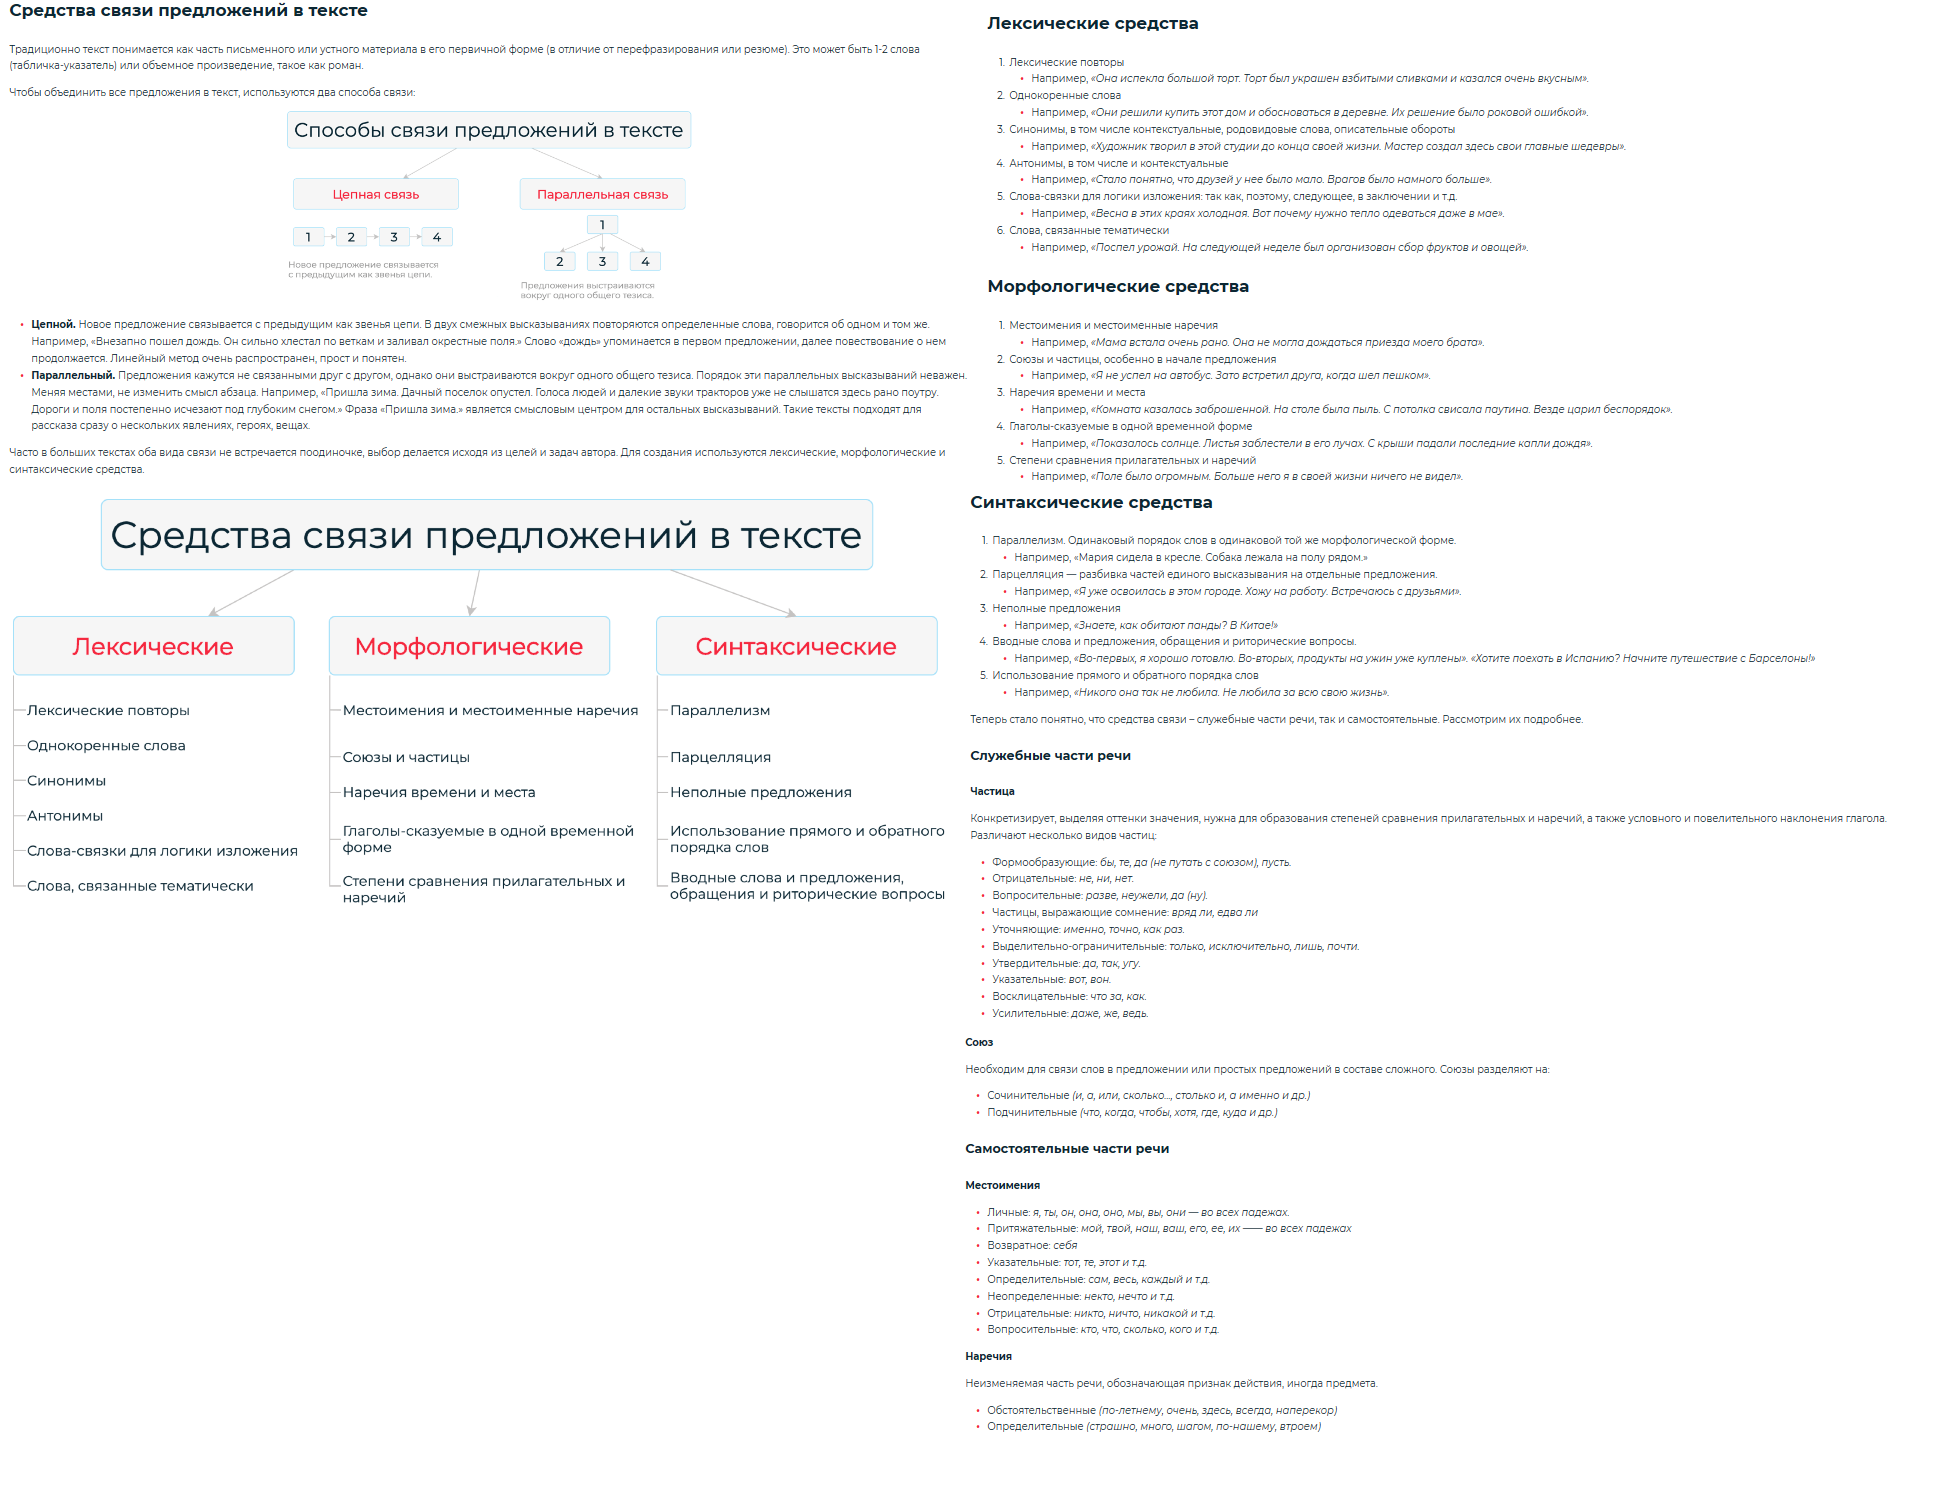 Средства связи предложений в тексте
Традиционно текст понимается как часть письменного или устного материала в его первичной форме (в отличие от перефразирования или резюме). Это может быть 1-2 слова
(табличка-указатель) или объемное произведение, такое как роман.
Чтобы объединить все предложения в текст, используются два способа связи:
Способы связи предложений в тексте
Цепная связь
1 2 3 4
Новое предложение связывается
с предыдущим как звенья цепи.
Параллельная связь
1
2 3 4
Предложения выстраиваются
вокруг одного общего тезиса.
• Цепной. Новое предложение связывается с предыдущим как звенья цепи. В двух смежных высказываниях повторяются определенные слова, говорится об одном и том же.
Например, «Внезапно пошел дождь. Он сильно хлестал по веткам и заливал окрестные поля.» Слово «дождь» упоминается в первом предложении, далее повествование о нем
продолжается. Линейный метод очень распространен, прост и понятен.
• Параллельный. Предложения кажутся не связанными друг с другом, однако они выстраиваются вокруг одного общего тезиса. Порядок эти параллельных высказываний неважен.
Меняя местами, не изменить смысл абзаца. Например, «Пришла зима. Дачный поселок опустел. Голоса людей и далекие звуки тракторов уже не слышатся здесь рано поутру.
Дороги и поля постепенно исчезают под глубоким снегом.» Фраза «Пришла зима.» является смысловым центром для остальных высказываний. Такие тексты подходят для
рассказа сразу о нескольких явлениях, героях, вещах.
Часто в больших текстах оба вида связи не встречается поодиночке, выбор делается исходя из целей и задач автора. Для создания используются лексические, морфологические и
синтаксические средства.
Средства связи предложений в тексте
Лексические
Лексические повторы
Однокоренные слова
Синонимы
Антонимы
Слова-связки для логики изложения
Слова, связанные тематически
Морфологические
Местоимения и местоименные наречия
Союзы и частицы
Наречия времени и места
Глаголы-сказуемые в одной временной
форме
Степени сравнения прилагательных и
наречий
Синтаксические
Параллелизм
Парцелляция
Неполные предложения
Использование прямого и обратного
порядка слов
Вводные слова и предложения,
обращения и риторические вопросы
Лексические средства
1. Лексические повторы
• Например, «Она испекла большой торт. Торт был украшен взбитыми сливками и казался очень вкусным».
2. Однокоренные слова
• Например, «Они решили купить этот дом и обосноваться в деревне. Их решение было роковой ошибкой».
3. Синонимы, в том числе контекстуальные, родовидовые слова, описательные обороты
• Например, «Художник творил в этой студии до конца своей жизни. Мастер создал здесь свои главные шедевры».
4. Антонимы, в том числе и контекстуальные
• Например, «Стало понятно, что друзей у нее было мало. Врагов было намного больше».
5. Слова-связки для логики изложения: так как, поэтому, следующее, в заключении и т.д.
• Например, «Весна в этих краях холодная. Вот почему нужно тепло одеваться даже в мае».
6. Слова, связанные тематически
• Например, «Поспел урожай. На следующей неделе был организован сбор фруктов и овощей».
Морфологические средства
1. Местоимения и местоименные наречия
• Например, «Мама встала очень рано. Она не могла дождаться приезда моего брата».
2. Союзы и частицы, особенно в начале предложения
• Например, «Я не успел на автобус. Зато встретил друга, когда шел пешком».
3. Наречия времени и места
• Например, «Комната казалась заброшенной. На столе была пыль. С потолка свисала паутина. Везде царил беспорядок».
4. Глаголы-сказуемые в одной временной форме
• Например, «Показалось солнце. Листья заблестели в его лучах. С крыши падали последние капли дождя».
5. Степени сравнения прилагательных и наречий
• Например, «Поле было огромным. Больше него я в своей жизни ничего не видел».
Синтаксические средства
1. Параллелизм. Одинаковый порядок слов в одинаковой той же морфологической форме.
• Например, «Мария сидела в кресле. Собака лежала на полу рядом.»
2. Парцелляция — разбивка частей единого высказывания на отдельные предложения.
• Например, «Я уже освоилась в этом городе. Хожу на работу. Встречаюсь с друзьями».
3. Неполные предложения
• Например, «Знаете, как обитают панды? В Китае!»
4. Вводные слова и предложения, обращения и риторические вопросы.
• Например, «Во-первых, я хорошо готовлю. Во-вторых, продукты на ужин уже куплены». «Хотите поехать в Испанию? Начните путешествие с Барселоны!»
5. Использование прямого и обратного порядка слов
• Например, «Никого она так не любила. Не любила за всю свою жизнь».
Теперь стало понятно, что средства связи – служебные части речи, так и самостоятельные. Рассмотрим их подробнее.
Служебные части речи
Частица
Конкретизирует, выделяя оттенки значения, нужна для образования степеней сравнения прилагательных и наречий, а также условного и повелительного наклонения глагола.
Различают несколько видов частиц:
• Формообразующие: бы, те, да (не путать с союзом), пусть.
• Отрицательные: не, ни, нет.
• Вопросительные: разве, неужели, да (ну).
• Частицы, выражающие сомнение: вряд ли, едва ли
• Уточняющие: именно, точно, как раз.
• Выделительно-ограничительные: только, исключительно, лишь, почти.
• Утвердительные: да, так, угу.
• Указательные: вот, вон.
• Восклицательные: что за, как.
• Усилительные: даже, же, ведь.
Союз
Необходим для связи слов в предложении или простых предложений в составе сложного. Союзы разделяют на:
• Сочинительные (и, а, или, сколько..., столько и, а именно и др.)
• Подчинительные (что, когда, чтобы, хотя, где, куда и др.)
Самостоятельные части речи
Местоимения
• Личные: я, ты, он, она, оно, мы, вы, они — во всех падежах.
• Притяжательные: мой, твой, наш, ваш, его, ее, их —— во всех падежах
• Возвратное: себя
• Указательные: тот, те, этот и т.д.
• Определительные: сам, весь, каждый и т.д.
• Неопределенные: некто, нечто и т.д.
• Отрицательные: никто, ничто, никакой и т.д.
• Вопросительные: кто, что, сколько, кого и т.д.
Наречия
Неизменяемая часть речи, обозначающая признак действия, иногда предмета.
• Обстоятельственные (по-летнему, очень, здесь, всегда, наперекор)
• Определительные (страшно, много, шагом, по-нашему, втроем)